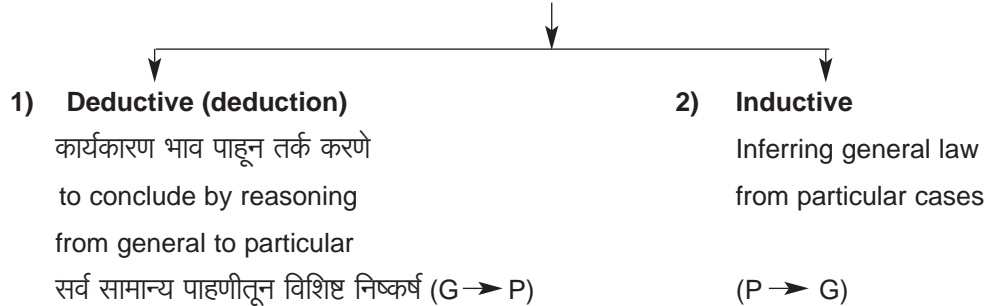 1) Deductive (deduction)
कार्यकारण भाव पाहून तर्क करणे
to conclude by reasoning
from general to particular
सर्व सामान्य पाहणीतून विशिष्ट निष्कर्ष (G → P)
2) Inductive
Inferring general law
from particular cases
(P → G)